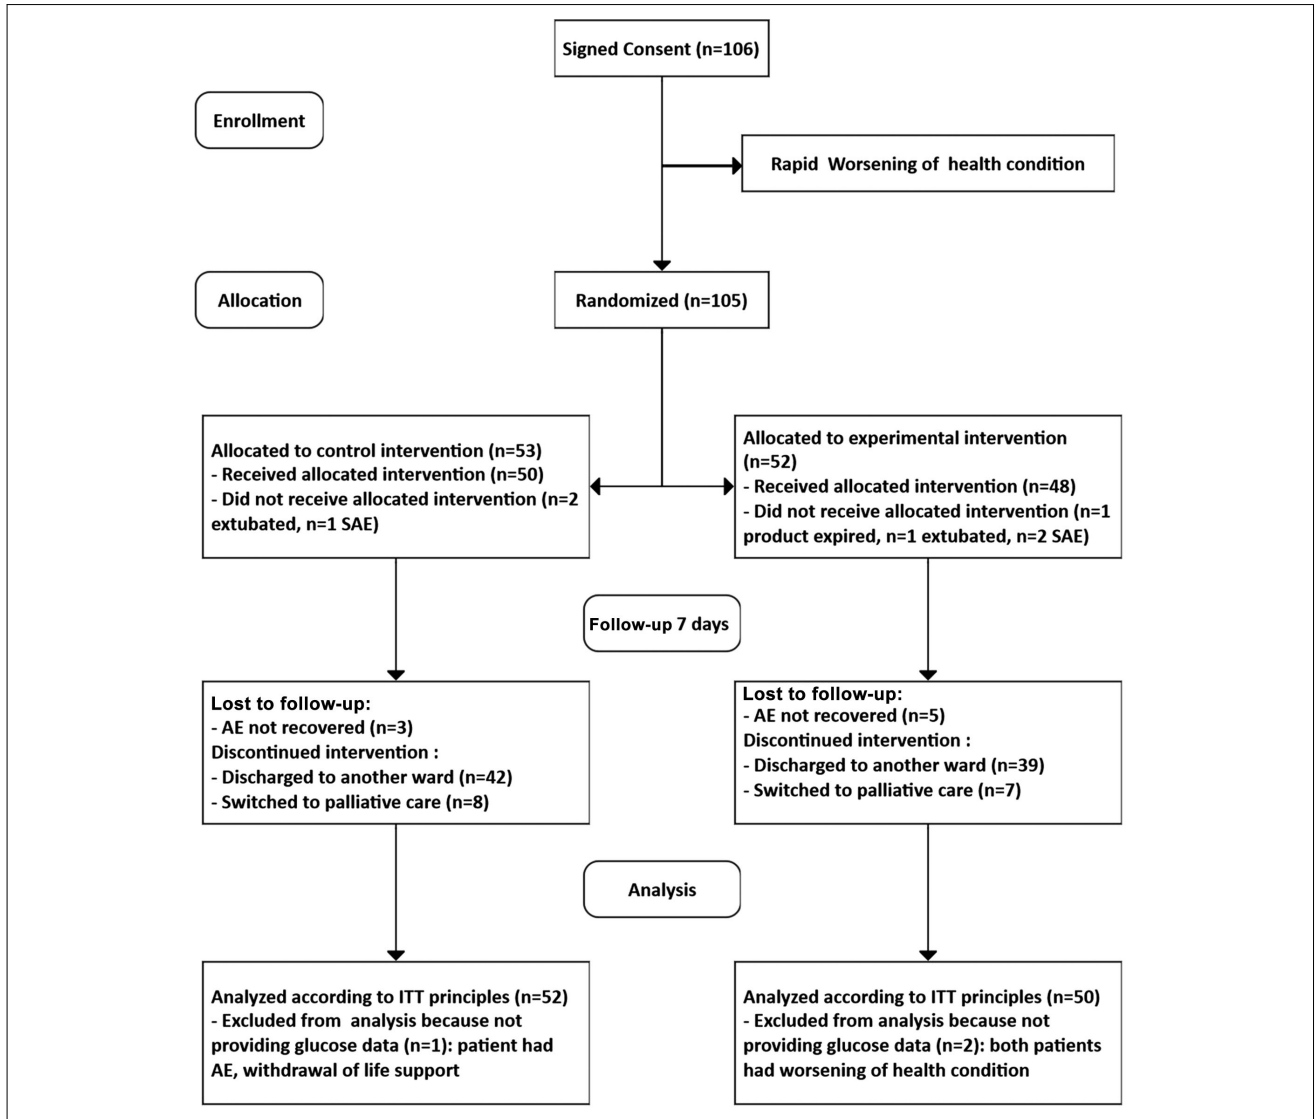 Signed Consent (n=106)
Enrollment
Rapid Worsening of health condition
Allocation
Randomized (n=105)
Allocated to control intervention (n=53)
- Received allocated intervention (n=50)
- Did not receive allocated intervention (n=2
extubated, n=1 SAE)
Allocated to experimental intervention
(n=52)
- Received allocated intervention (n=48)
- Did not receive allocated intervention (n=1
product expired, n=1 extubated, n=2 SAE)
Follow-up 7 days
Lost to follow-up:
- AE not recovered (n=3)
Discontinued intervention :
- Discharged to another ward (n=42)
- Switched to palliative care (n=8)
Lost to follow-up:
- AE not recovered (n=5)
Discontinued intervention :
- Discharged to another ward (n=39)
- Switched to palliative care (n=7)
Analysis
Analyzed according to ITT principles (n=52)
- Excluded from analysis because not
providing glucose data (n=1): patient had
AE, withdrawal of life support
Analyzed according to ITT principles (n=50)
- Excluded from analysis because not
providing glucose data (n=2): both patients
had worsening of health condition